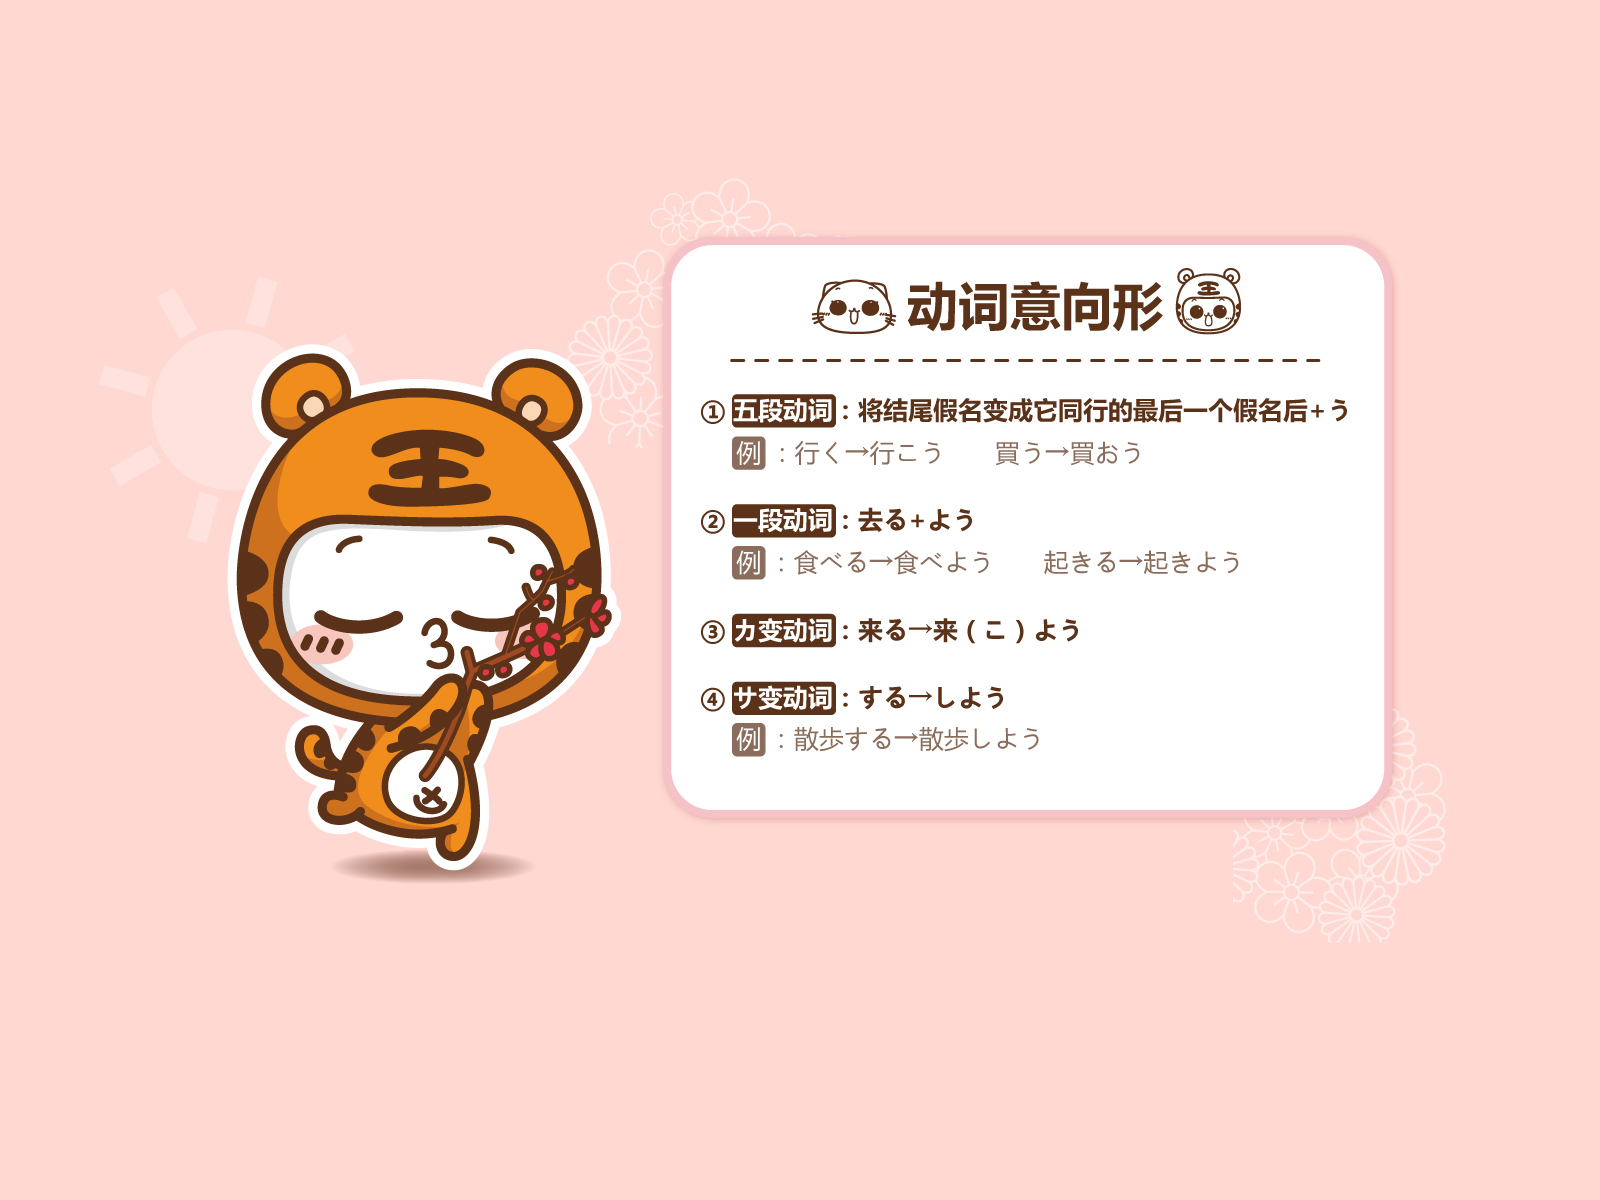 动词意向形
① 五段动词：将结尾假名变成它同行的最后一个假名后+う
例：行く→行こう　　買う→買おう
② 一段动词：去る+よう
例：食べる→食べよう　　起きる→起きよう
③ カ变动词：来る→来（こ）よう
④ サ变动词：する→しよう
例：散歩する→散歩しよう
王